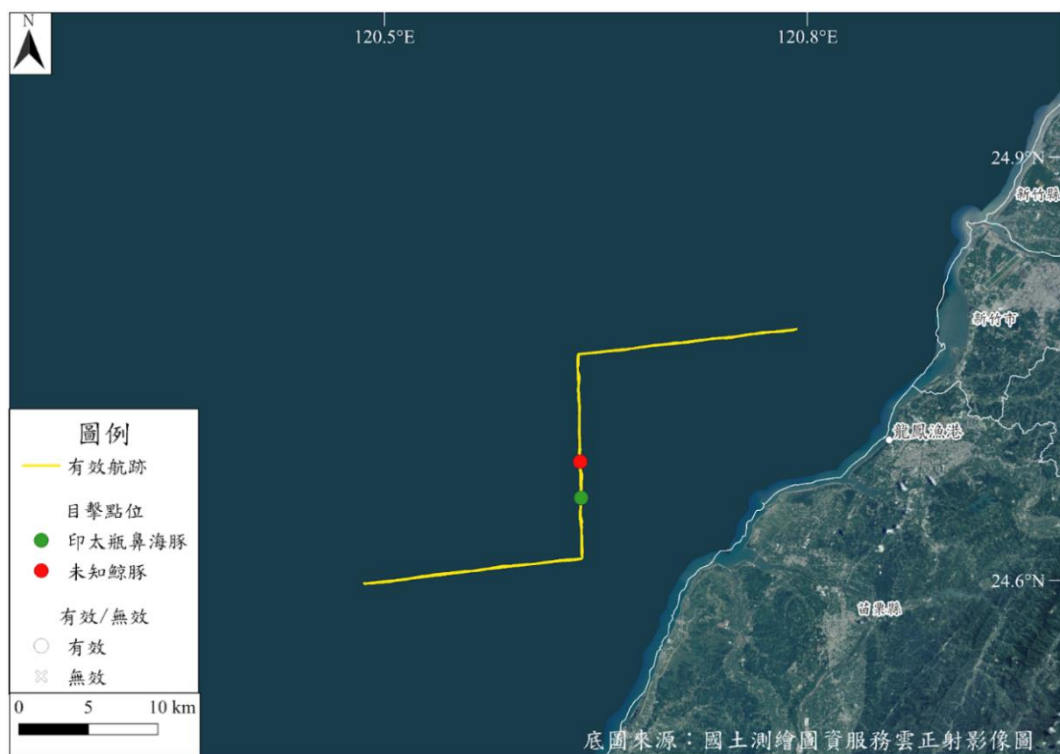 N
120.5°E
120.8°E
24.9°N
新竹縣
新竹市
龍鳳漁港
24.6°N
苗栗縣
圖例
有效航跡
目擊點位
印太瓶鼻海豚
未知鯨豚
有效/無效
有效
無效
0 5 10 km
底圖來源：國土測繪圖資服務雲正射影像圖